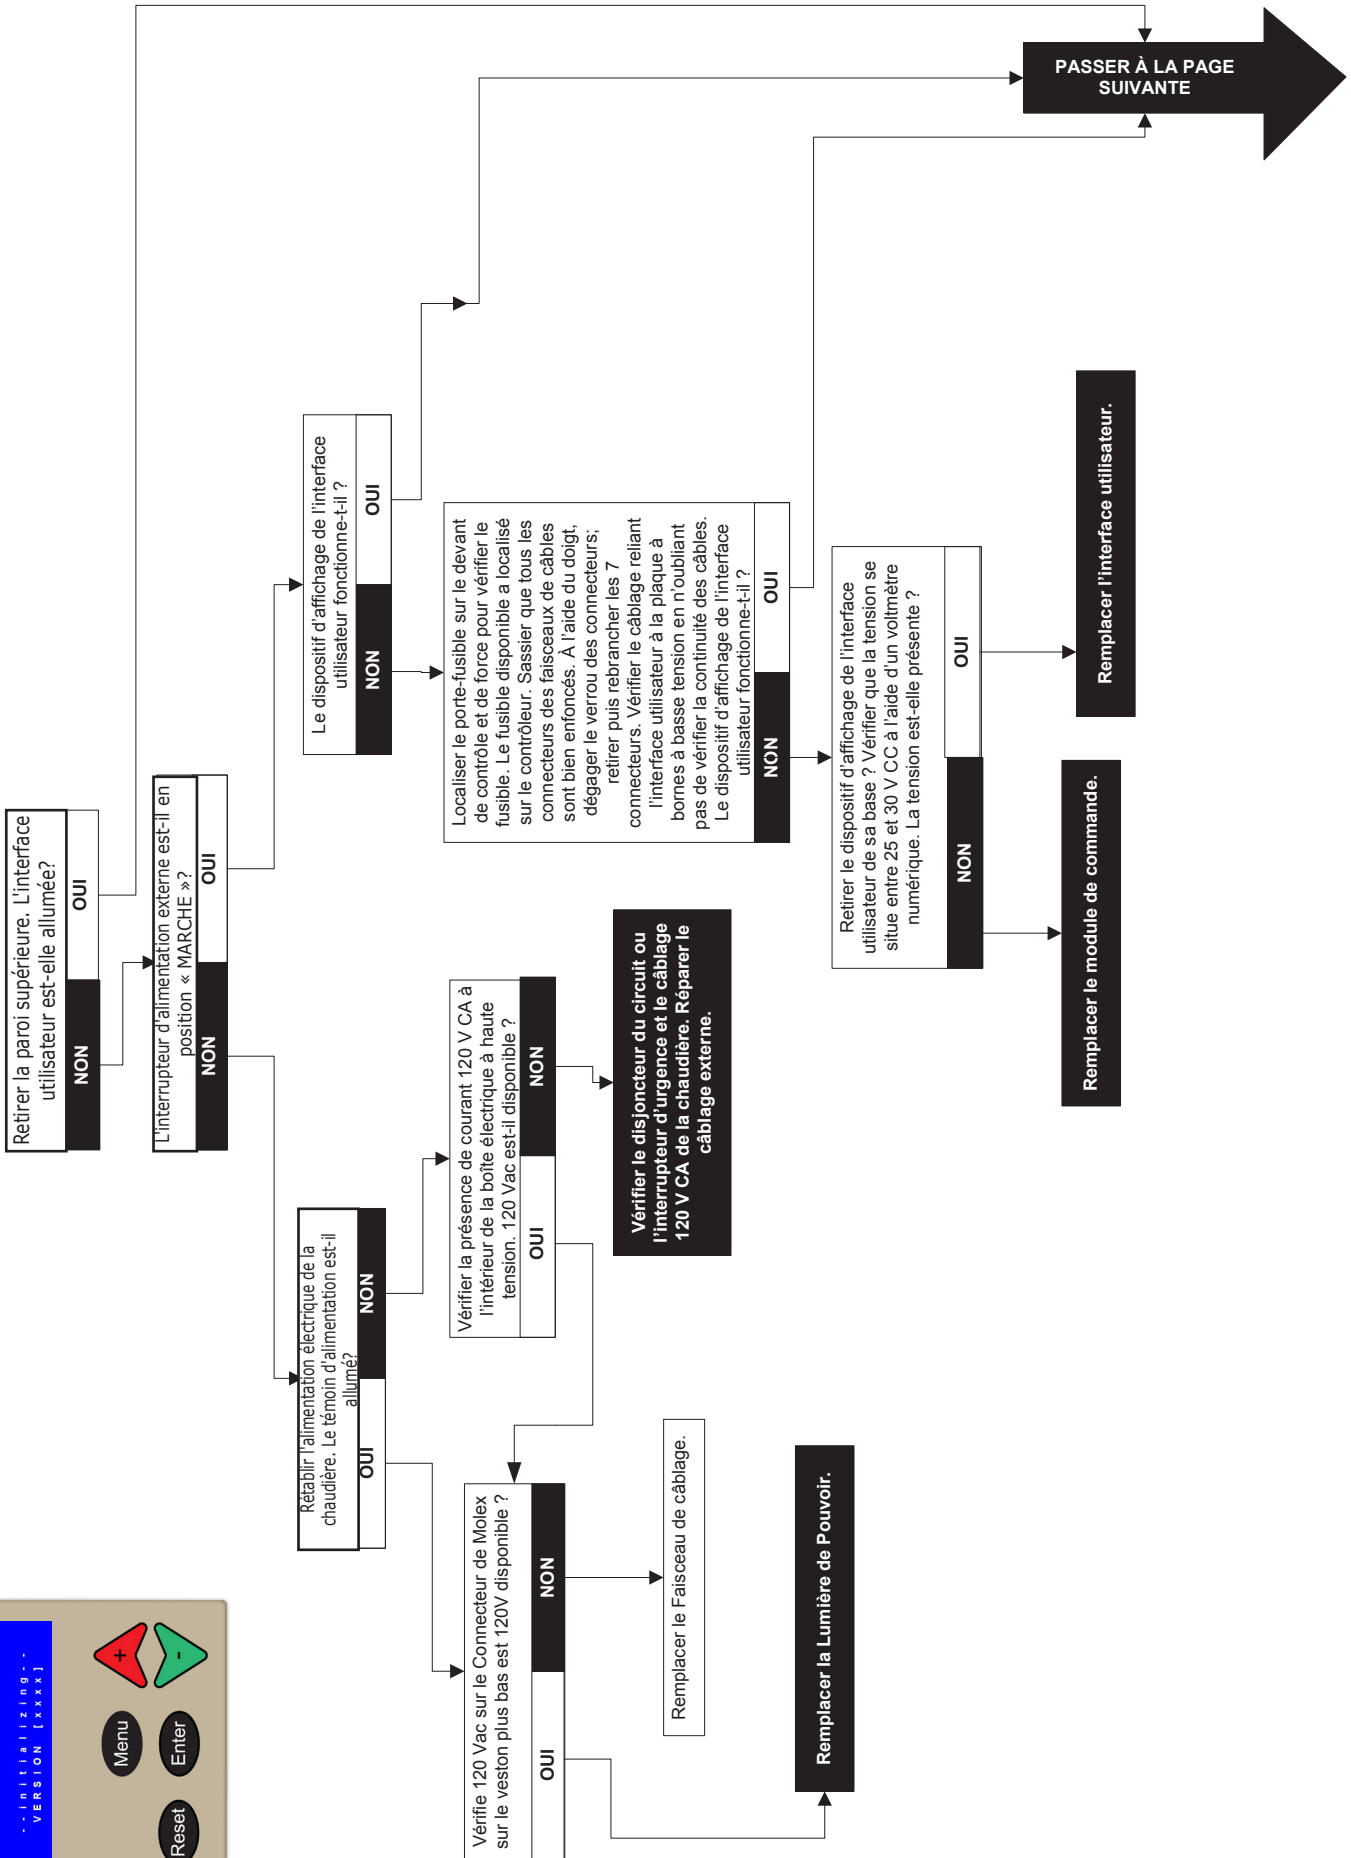 --initializing--
VERSION [xxxx]
Menu
+
Reset
Enter
-
Retirer la paroi supérieure. L'interface
utilisateur est-elle allumée?
NON
OUI
L'interrupteur d'alimentation externe est-il en
position « MARCHE »?
NON
OUI
Rétablir l'alimentation électrique de la
chaudière. Le témoin d'alimentation est-il
allumé?
OUI
NON
Le dispositif d'affichage de l'interface
utilisateur fonctionne-t-il ?
NON
OUI
Vérifie 120 Vac sur le Connecteur de Molex
sur le veston plus bas est 120V disponible ?
OUI
NON
Vérifier la présence de courant 120 V CA à
l'intérieur de la boîte électrique à haute
tension. 120 Vac est-il disponible ?
OUI
NON
Localiser le porte-fusible sur le devant
de contrôle et de force pour vérifier le
fusible. Le fusible disponible a localisé
sur le contrôleur. Sassier que tous les
connecteurs des faisceaux de câbles
sont bien enfoncés. À l'aide du doigt,
dégager le verrou des connecteurs;
retirer puis rebrancher les 7
connecteurs. Vérifier le câblage reliant
l'interface utilisateur à la plaque à
bornes à basse tension en n'oubliant
pas de vérifier la continuité des câbles.
Le dispositif d'affichage de l'interface
utilisateur fonctionne-t-il ?
NON
OUI
Remplacer le Faisceau de câblage.
Vérifier le disjoncteur du circuit ou
l'interrupteur d'urgence et le câblage
120 V CA de la chaudière. Réparer le
câblage externe.
Remplacer la Lumière de Pouvoir.
Retirer le dispositif d'affichage de l'interface
utilisateur de sa base ? Vérifier que la tension se
situe entre 25 et 30 V CC à l'aide d'un voltmètre
numérique. La tension est-elle présente ?
NON
OUI
Remplacer le module de commande.
Remplacer l'interface utilisateur.
PASSER À LA PAGE
SUIVANTE